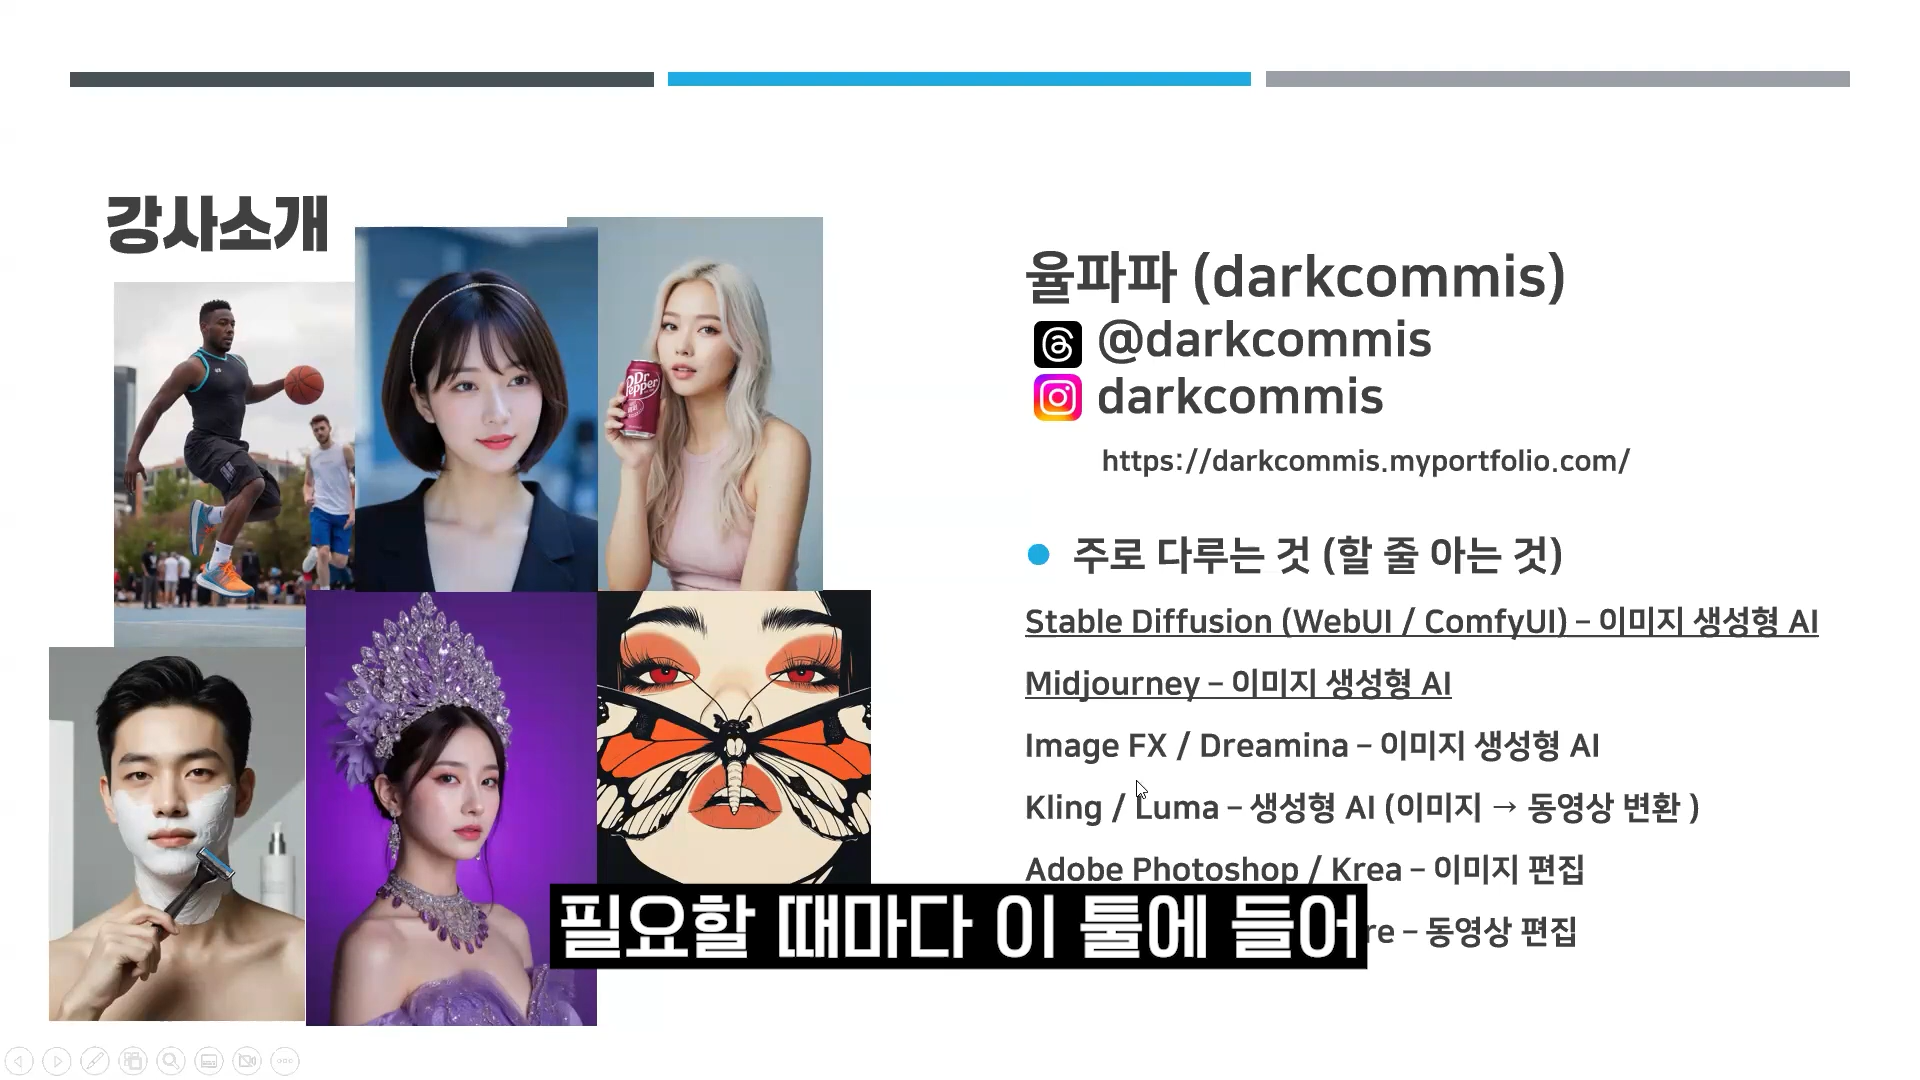 강사소개
율파파 (darkcommis)
@darkcommis
darkcommis
https://darkcommis.myportfolio.com/
주로 다루는 것 (할 줄 아는 것)
Stable Diffusion (WebUI / ComfyUI) – 이미지 생성형 AI
Midjourney – 이미지 생성형 AI
Image FX / Dreamina – 이미지 생성형 AI
Kling / Luma – 생성형 AI (이미지 → 동영상 변환 )
Adobe Photoshop / Krea – 이미지 편집
re – 동영상 편집
필요할 때마다 이 툴에 들어
Dr Pepper